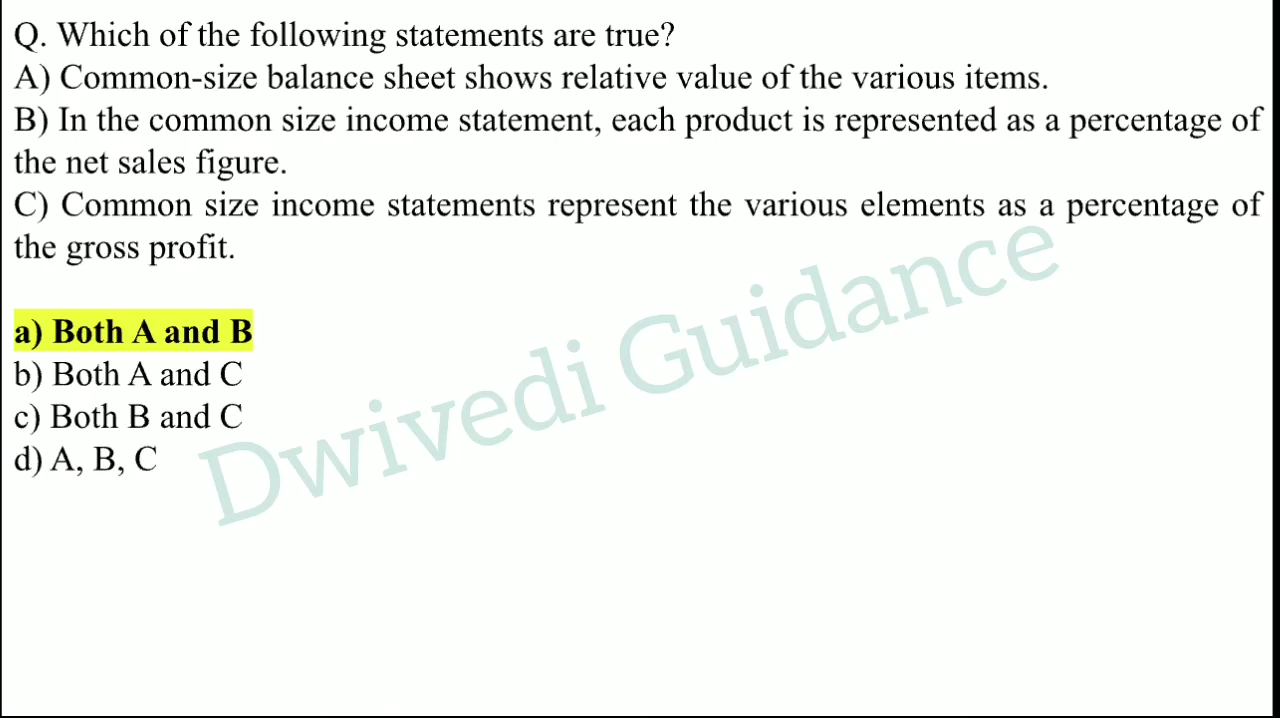 Q. Which of the following statements are true?
A) Common-size balance sheet shows relative value of the various items.
B) In the common size income statement, each product is represented as a percentage of
the net sales figure.
C) Common size income statements represent the various elements as a percentage of
the gross profit.
a) Both A and B
b) Both A and C
c) Both B and C
d) A, B, C
Dwivedi Guidance